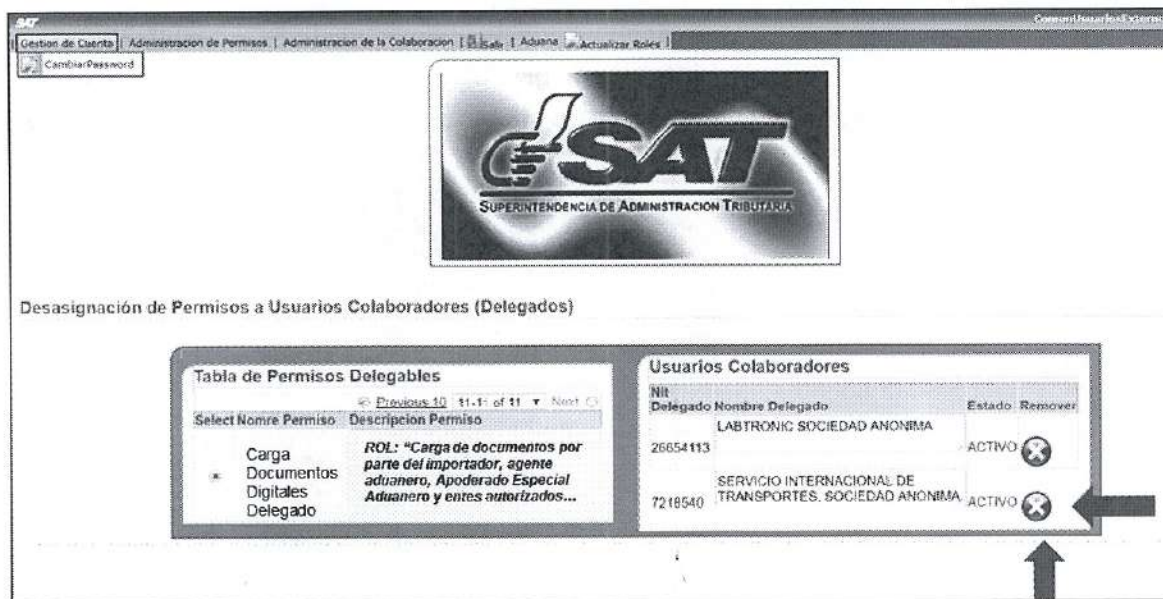 SAT
ConsultUsuariosExterno
Gestion de Cuenta | Administracion de Permisos | Administracion de la Colaboracion | Salir | Aduana Actualizar Roles |
CambiarPassword
SAT
SUPERINTENDENCIA DE ADMINISTRACION TRIBUTARIA
Desasignación de Permisos a Usuarios Colaboradores (Delegados)
Tabla de Permisos Delegables
Previous 10 11-11 of 11 Next
Select Nomre Permiso Descripcion Permiso
Carga Documentos Digitales Delegado
ROL: “Carga de documentos por
parte del importador, agente
aduanero, Apoderado Especial
Aduanero y entes autorizados...
Usuarios Colaboradores
Nit
Delegado Nombre Delegado Estado Remover
LABTRONIC SOCIEDAD ANONIMA
26654113 ACTIVO
SERVICIO INTERNACIONAL DE
TRANSPORTES, SOCIEDAD ANONIMA
7218540 ACTIVO